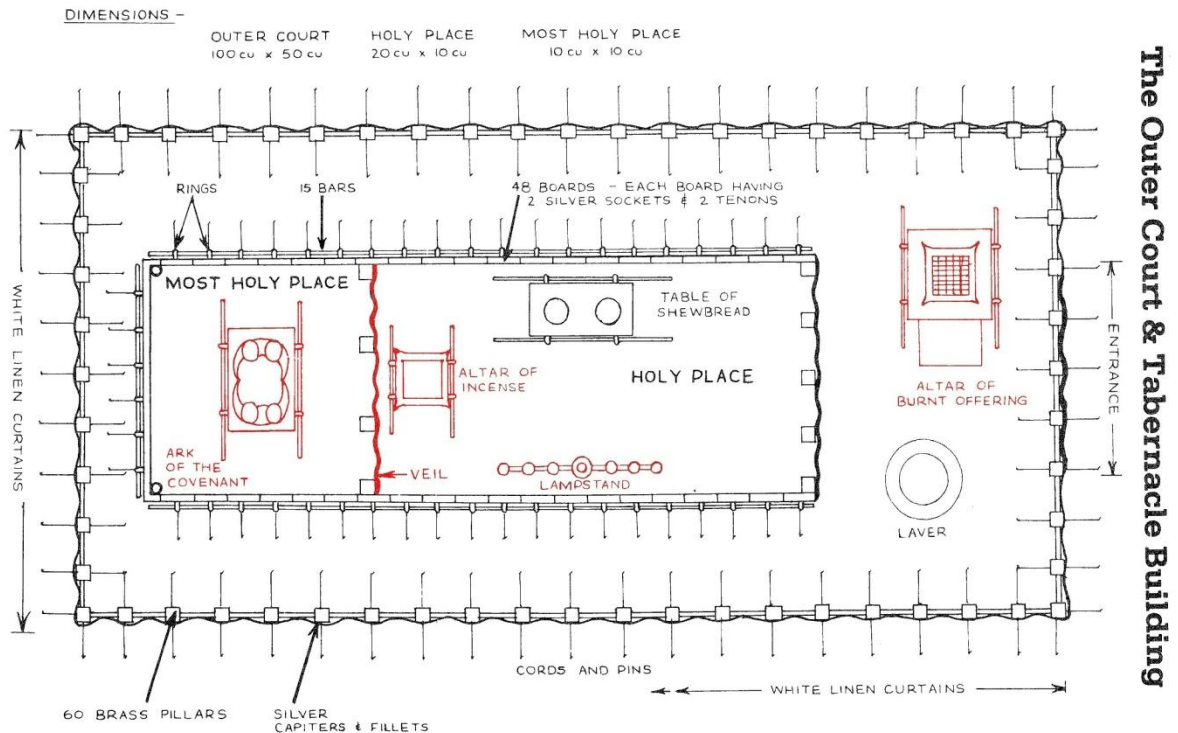 DIMENSIONS -
OUTER COURT
100 CU x 50 CU
HOLY PLACE
20 CU x 10 CU
MOST HOLY PLACE
10 CU x 10 CU
The Outer Court & Tabernacle Building
RINGS
15 BARS
48 BOARDS - EACH BOARD HAVING
2 SILVER SOCKETS & 2 TENONS
MOST HOLY PLACE
TABLE OF
SHEWBREAD
ALTAR OF
INCENSE
HOLY PLACE
ALTAR OF
BURNT OFFERING
ENTRANCE
WHITE LINEN CURTAINS
ARK
OF THE
COVENANT
VEIL
LAMPSTAND
LAVER
CORDS AND PINS
WHITE LINEN CURTAINS
60 BRASS PILLARS
SILVER
CAPITERS & FILLETS